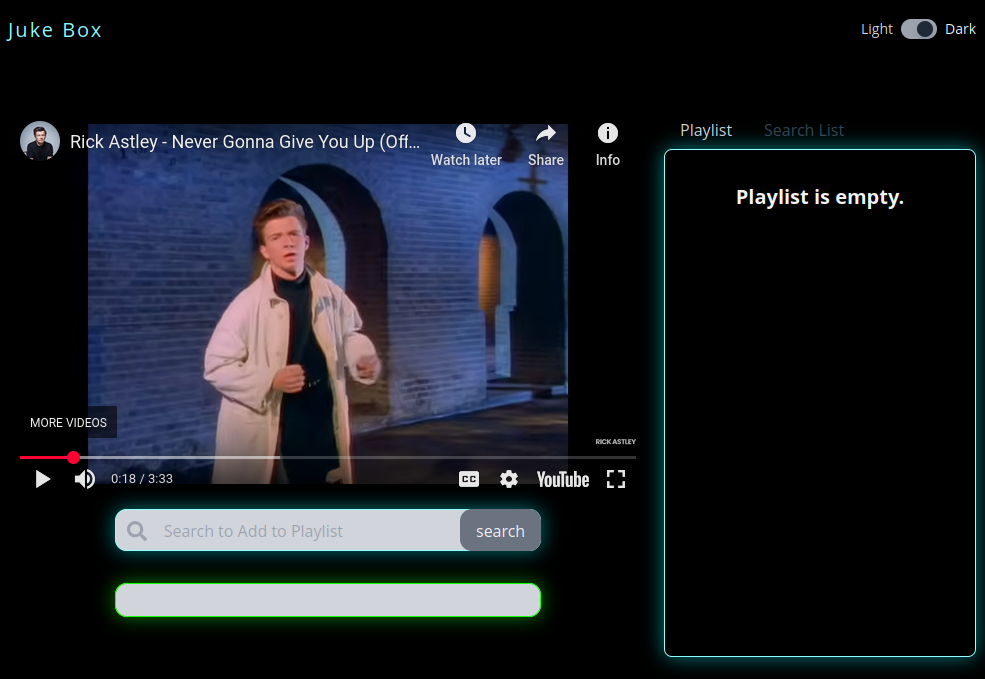 Juke Box
Light Dark
Rick Astley - Never Gonna Give You Up (Off...
Watch later Share Info
Playlist Search List
Playlist is empty.
MORE VIDEOS
RICK ASTLEY
0:18 / 3:33
CC YouTube
Search to Add to Playlist search